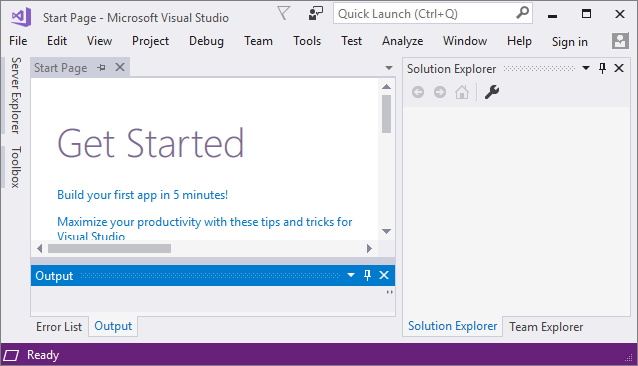 Start Page - Microsoft Visual Studio
Quick Launch (Ctrl+Q)
File Edit View Project Debug Team Tools Test Analyze Window Help Sign in
Server Explorer
Toolbox
Start Page
Get Started
Build your first app in 5 minutes!
Maximize your productivity with these tips and tricks for
Visual Studio
Output
Error List Output
Solution Explorer
Solution Explorer Team Explorer
Ready